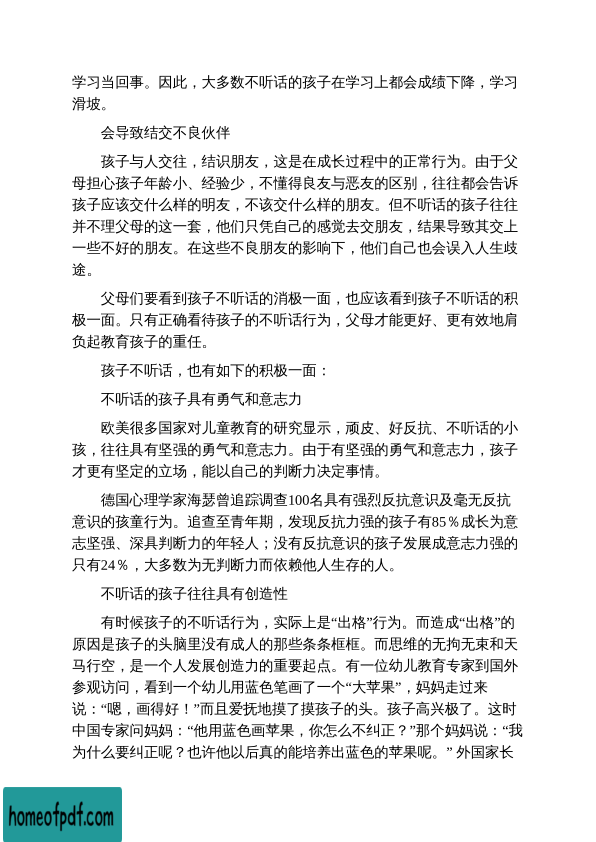 学习当回事。因此，大多数不听话的孩子在学习上都会成绩下降，学习
滑坡。
会导致结交不良伙伴
孩子与人交往，结识朋友，这是在成长过程中的正常行为。由于父
母担心孩子年龄小、经验少，不懂得良友与恶友的区别，往往都会告诉
孩子应该交什么样的明友，不该交什么样的朋友。但不听话的孩子往往
并不理父母的这一套，他们只凭自己的感觉去交朋友，结果导致其交上
一些不好的朋友。在这些不良朋友的影响下，他们自己也会误入人生歧
途。
父母们要看到孩子不听话的消极一面，也应该看到孩子不听话的积
极一面。只有正确看待孩子的不听话行为，父母才能更好、更有效地肩
负起教育孩子的重任。
孩子不听话，也有如下的积极一面：
不听话的孩子具有勇气和意志力
欧美很多国家对儿童教育的研究显示，顽皮、好反抗、不听话的小
孩，往往具有坚强的勇气和意志力。由于有坚强的勇气和意志力，孩子
才更有坚定的立场，能以自己的判断力决定事情。
德国心理学家海瑟曾追踪调查100名具有强烈反抗意识及毫无反抗
意识的孩童行为。追查至青年期，发现反抗力强的孩子有85％成长为意
志坚强、深具判断力的年轻人；没有反抗意识的孩子发展成意志力强的
只有24％，大多数为无判断力而依赖他人生存的人。
不听话的孩子往往具有创造性
有时候孩子的不听话行为，实际上是“出格”行为。而造成“出格”的
原因是孩子的头脑里没有成人的那些条条框框。而思维的无拘无束和天
马行空，是一个人发展创造力的重要起点。有一位幼儿教育专家到国外
参观访问，看到一个幼儿用蓝色笔画了一个“大苹果”，妈妈走过来
说：“嗯，画得好！”而且爱抚地摸了摸孩子的头。孩子高兴极了。这时
中国专家问妈妈：“他用蓝色画苹果，你怎么不纠正？”那个妈妈说：“我
为什么要纠正呢？也许他以后真的能培养出蓝色的苹果呢。” 外国家长
homeofpdf.com